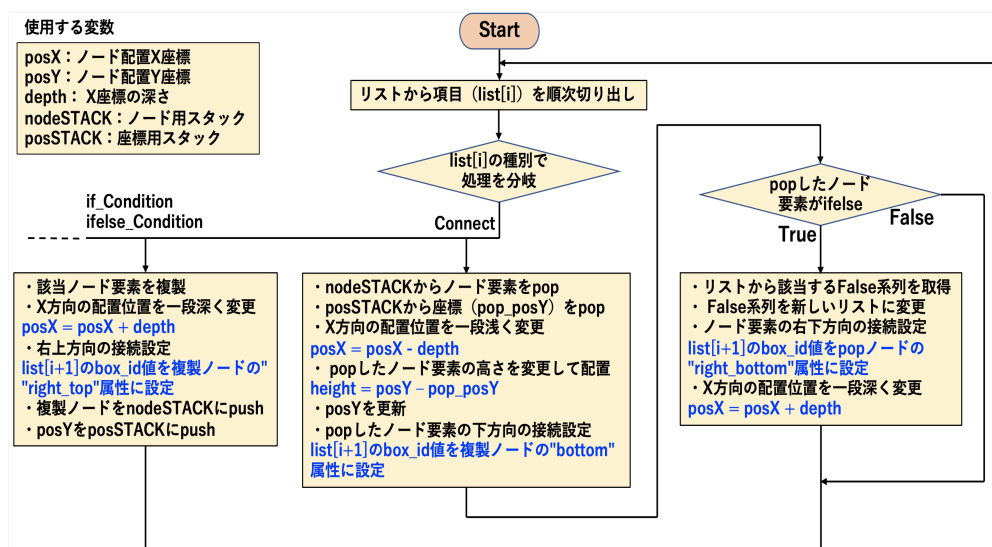 使用する変数
posX：ノード配置X座標
posY：ノード配置Y座標
depth： X座標の深さ
nodeSTACK：ノード用スタック
posSTACK：座標用スタック
Start
リストから項目（list[i]）を順次切り出し
list[i]の種別で
処理を分岐
if_Condition
ifelse_Condition
Connect
・該当ノード要素を複製
・X方向の配置位置を一段深く変更
posX = posX + depth
・右上方向の接続設定
list[i+1]のbox_id値を複製ノードの"
"right_top"属性に設定
・複製ノードをnodeSTACKにpush
・posYをposSTACKにpush
・nodeSTACKからノード要素をpop
・posSTACKから座標（pop_posY）をpop
・X方向の配置位置を一段浅く変更
posX = posX - depth
・ popしたノード要素の高さを変更して配置
height = posY – pop_posY
・posYを更新
・popしたノード要素の下方向の接続設定
list[i+1]のbox_id値を複製ノードの"bottom"
属性に設定
popしたノード
要素がifelse
True
False
・リストから該当するFalse系列を取得
・ False系列を新しいリストに変更
・ノード要素の右下方向の接続設定
list[i+1]のbox_id値をpopノードの
"right_bottom"属性に設定
・X方向の配置位置を一段深く変更
posX = posX + depth